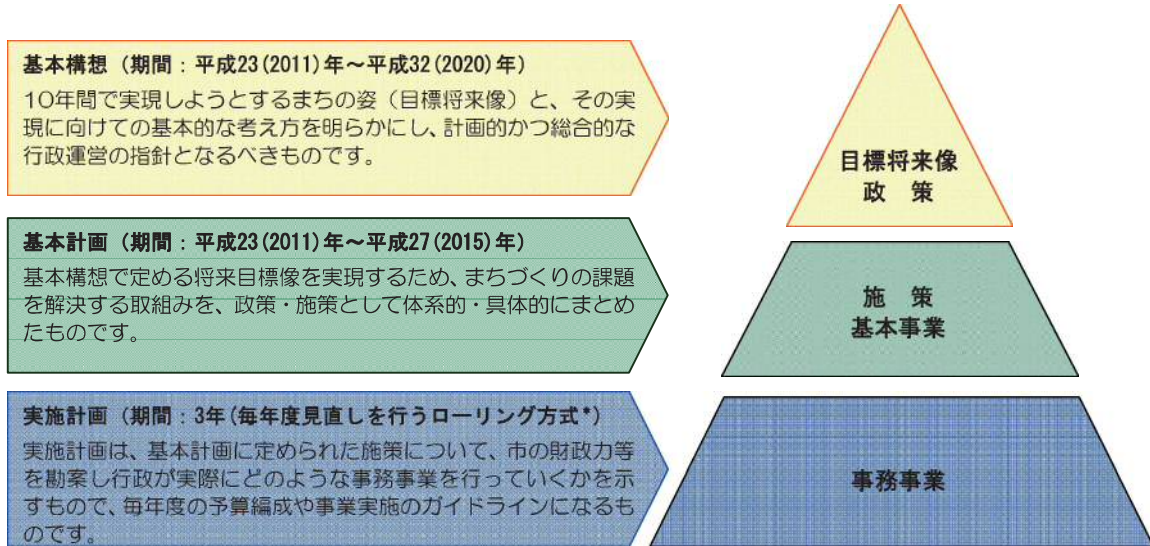 基本構想（期間：平成23(2011)年～平成32(2020)年）
10年間で実現しようとするまちの姿（目標将来像）と、その実
現に向けての基本的な考え方を明らかにし、計画的かつ総合的な
行政運営の指針となるべきものです。
目標将来像
政　策
基本計画（期間：平成23(2011)年～平成27(2015)年）
基本構想で定める将来目標像を実現するため、まちづくりの課題
を解決する取組みを、政策・施策として体系的・具体的にまとめ
たものです。
施　策
基本事業
実施計画（期間：3年(毎年度見直しを行うローリング方式*)
実施計画は、基本計画に定められた施策について、市の財政力等
を勘案し行政が実際にどのような事務事業を行っていくかを示
すもので、毎年度の予算編成や事業実施のガイドラインになるも
のです。
事務事業